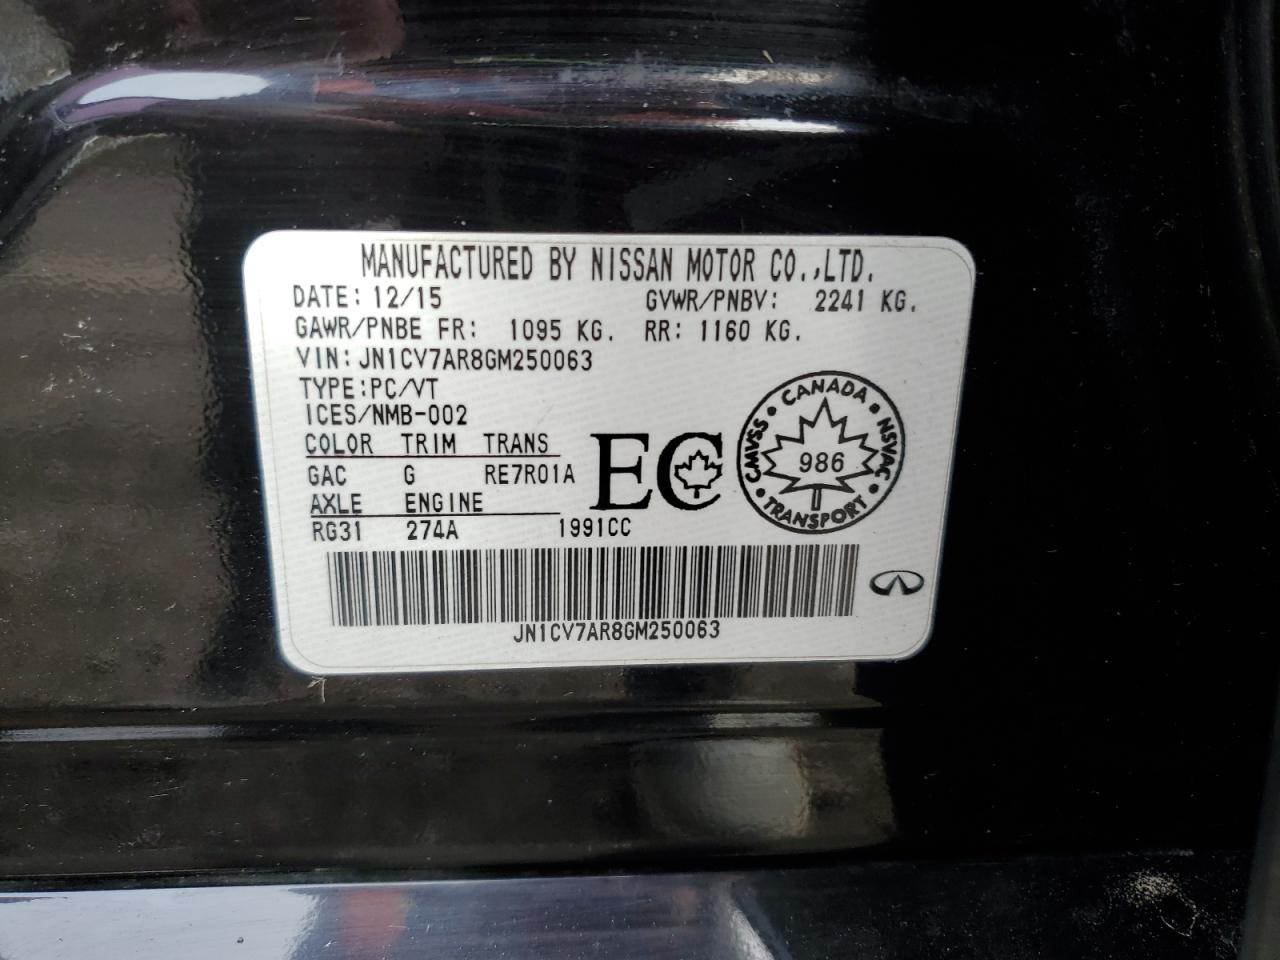 MANUFACTURED BY NISSAN MOTOR CO.,LTD.
DATE: 12/15 GVWR/PNBV: 2241 KG.
GAWR/PNBE FR: 1095 KG. RR: 1160 KG.
VIN: JN1CV7AR8GM250063
TYPE: PC/VT
ICES/NMB-002
COLOR TRIM TRANS
GAC G RE7R01A
AXLE ENGINE
RG31 274A 1991CC
EC
CANADA
CMVSS • NSVAC
986
TRANSPORT
JN1CV7AR8GM250063